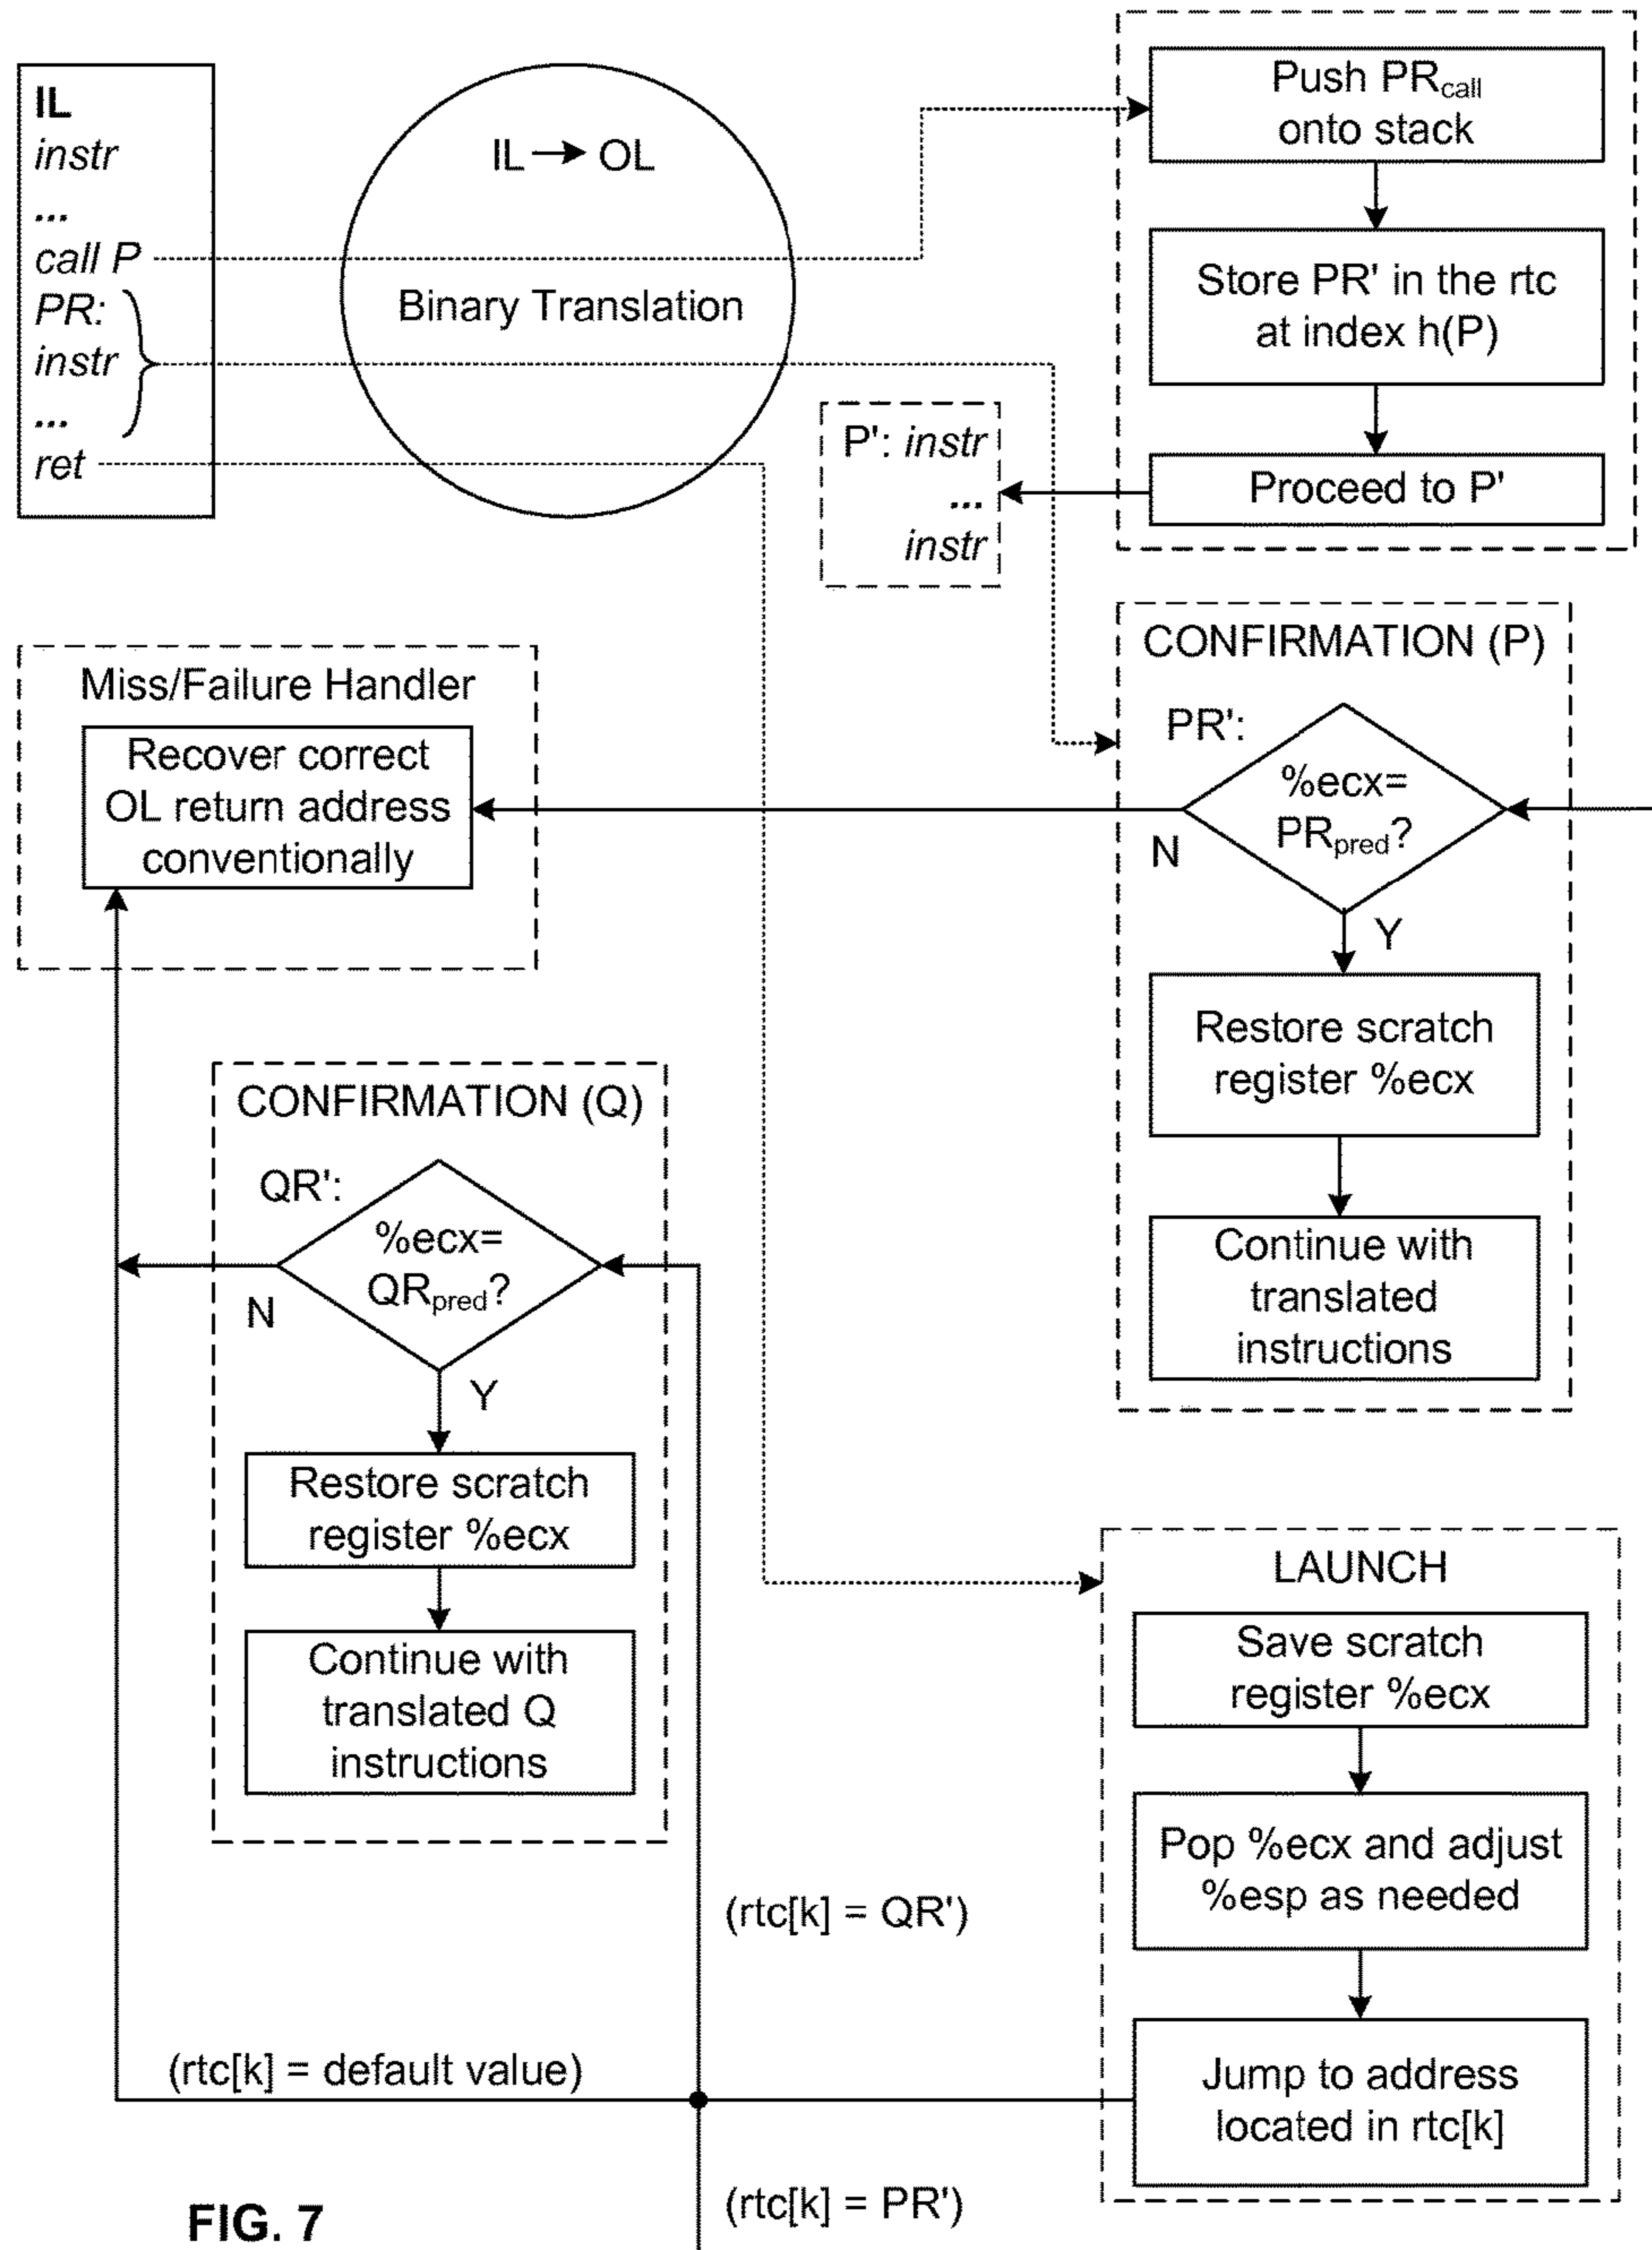 IL
instr
...
call P
PR:
instr
...
ret
IL → OL
Binary Translation
Push PRcall
onto stack
Store PR' in the rtc
at index h(P)
Proceed to P'
P': instr
...
instr
CONFIRMATION (P)
PR':
%ecx=
PRpred?
N
Y
Restore scratch
register %ecx
Continue with
translated
instructions
Miss/Failure Handler
Recover correct
OL return address
conventionally
CONFIRMATION (Q)
QR':
%ecx=
QRpred?
N
Y
Restore scratch
register %ecx
Continue with
translated Q
instructions
LAUNCH
Save scratch
register %ecx
Pop %ecx and adjust
%esp as needed
Jump to address
located in rtc[k]
(rtc[k] = QR')
(rtc[k] = default value)
(rtc[k] = PR')
FIG. 7